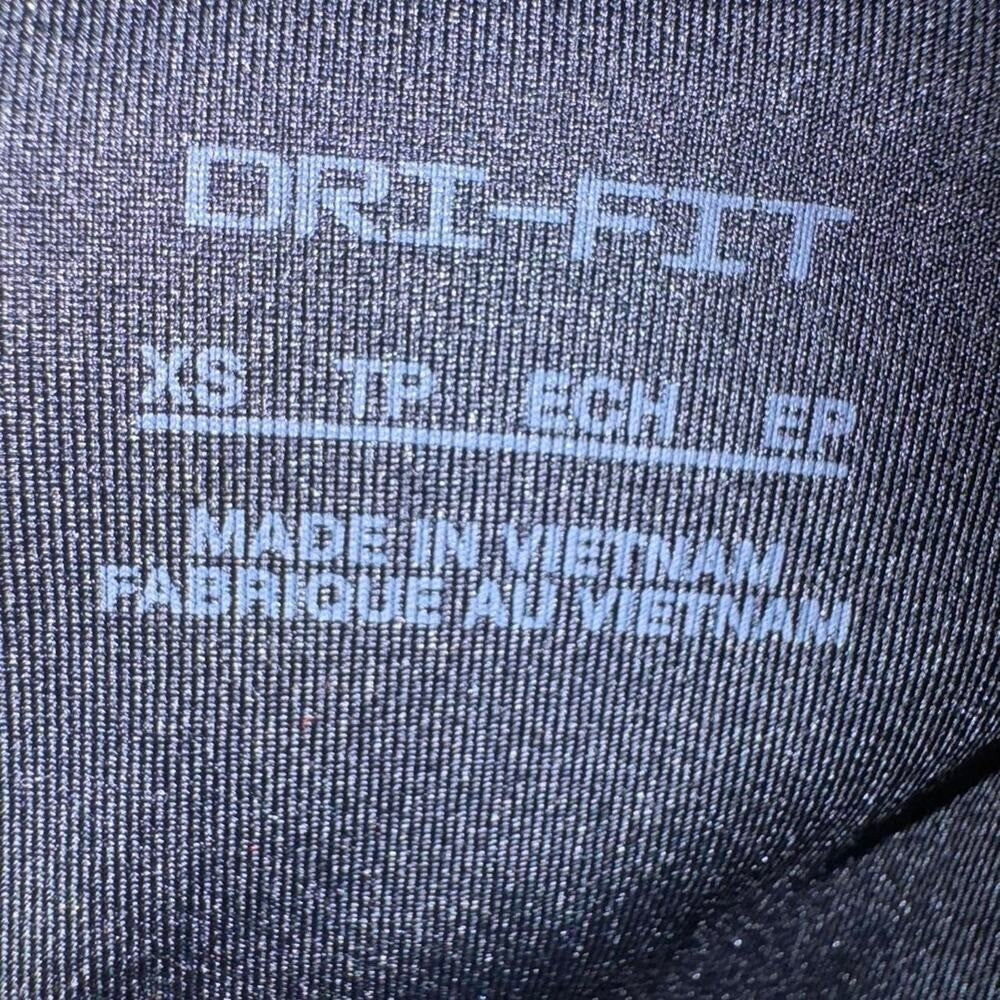 DRI-FIT
XS TP ECH EP
MADE IN VIETNAM
FABRIQUE AU VIETNAM